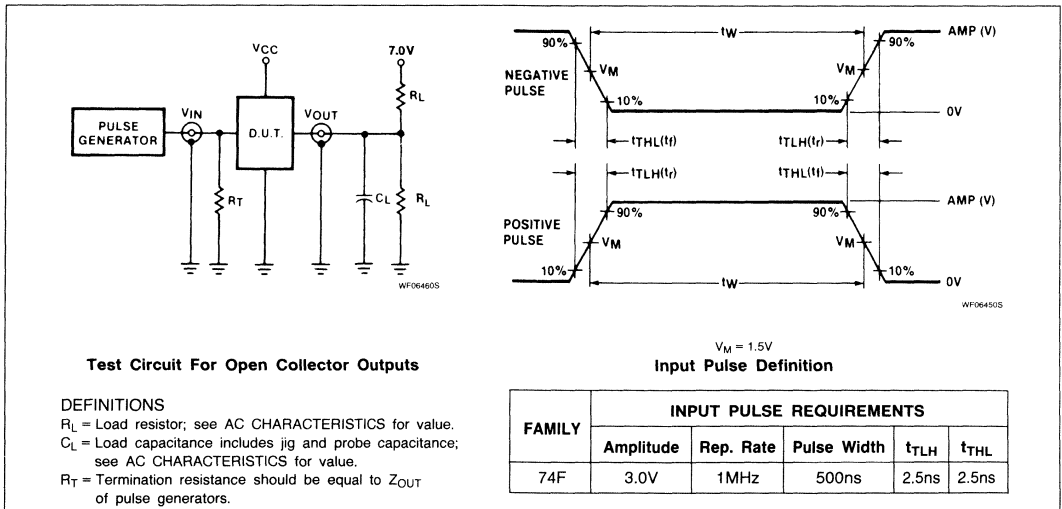 VCC
7.0V
RL
VIN
VOUT
PULSE
GENERATOR
D.U.T.
RT
CL
RL
WF06460S
Test Circuit For Open Collector Outputs
DEFINITIONS
RL = Load resistor; see AC CHARACTERISTICS for value.
CL = Load capacitance includes jig and probe capacitance;
see AC CHARACTERISTICS for value.
RT = Termination resistance should be equal to ZOUT
of pulse generators.
tW
AMP (V)
90%
90%
NEGATIVE
PULSE
VM
VM
10%
10%
0V
tTHL(tf)
tTLH(tr)
tTLH(tr)
tTHL(tf)
AMP (V)
90%
90%
POSITIVE
PULSE
VM
VM
10%
10%
tW
0V
WF06450S
VM = 1.5V
Input Pulse Definition
FAMILY
INPUT PULSE REQUIREMENTS
Amplitude Rep. Rate Pulse Width tTLH tTHL
74F 3.0V 1MHz 500ns 2.5ns 2.5ns